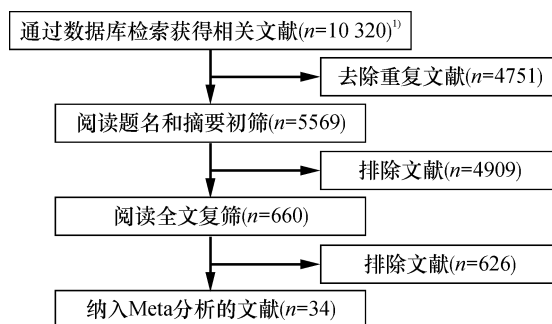 通过数据库检索获得相关文献(n=10 320)1)
去除重复文献(n=4751)
阅读题名和摘要初筛(n=5569)
排除文献(n=4909)
阅读全文复筛(n=660)
排除文献(n=626)
纳入Meta分析的文献(n=34)